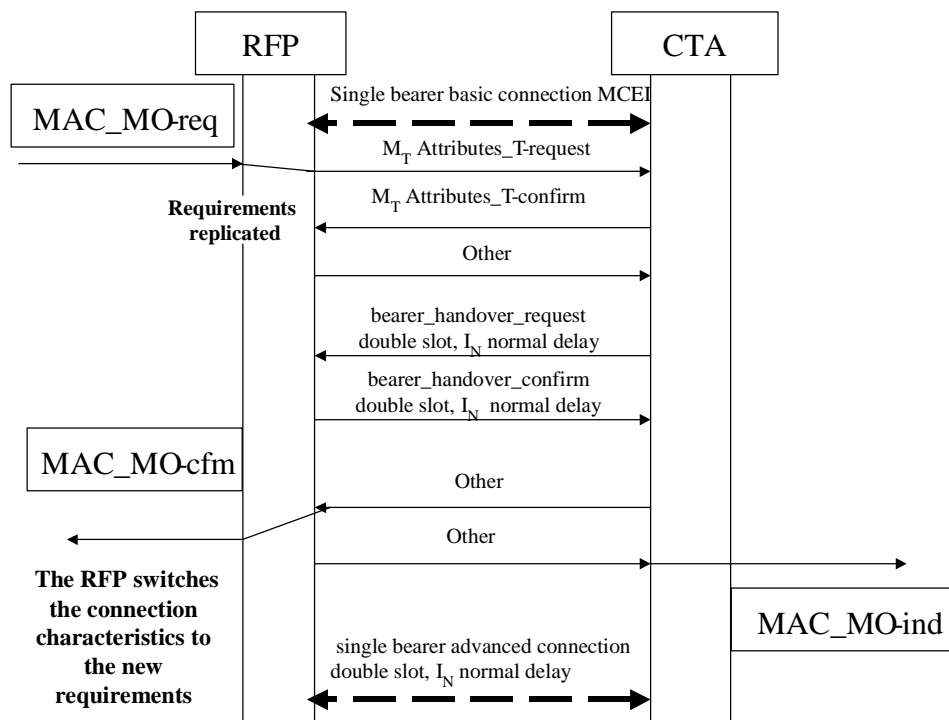 RFP
CTA
Single bearer basic connection MCEI
MAC_MO-req
M_T Attributes_T-request
M_T Attributes_T-confirm
Requirements
replicated
Other
bearer_handover_request
double slot, I_N normal delay
bearer_handover_confirm
double slot, I_N normal delay
MAC_MO-cfm
Other
Other
The RFP switches
the connection
characteristics to
the new
requirements
MAC_MO-ind
single bearer advanced connection
double slot, I_N normal delay